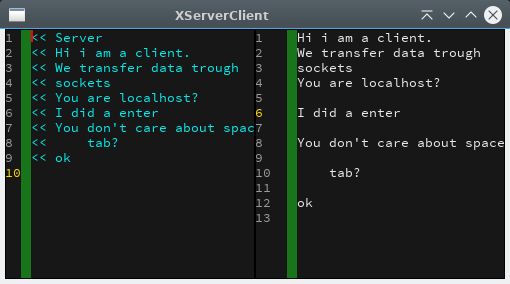 XServerClient
1 << Server
2 << Hi i am a client.
3 << We transfer data trough
4 << sockets
5 << You are localhost?
6 << I did a enter
7 << You don't care about spac
8 <<     tab?
9 << ok
10
1 Hi i am a client.
2 We transfer data trough
3 sockets
4 You are localhost?
5
6 I did a enter
7
8 You don't care about space
9
10     tab?
11
12 ok
13